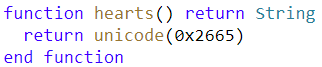 function hearts() return String
  return unicode(0x2665)
end function